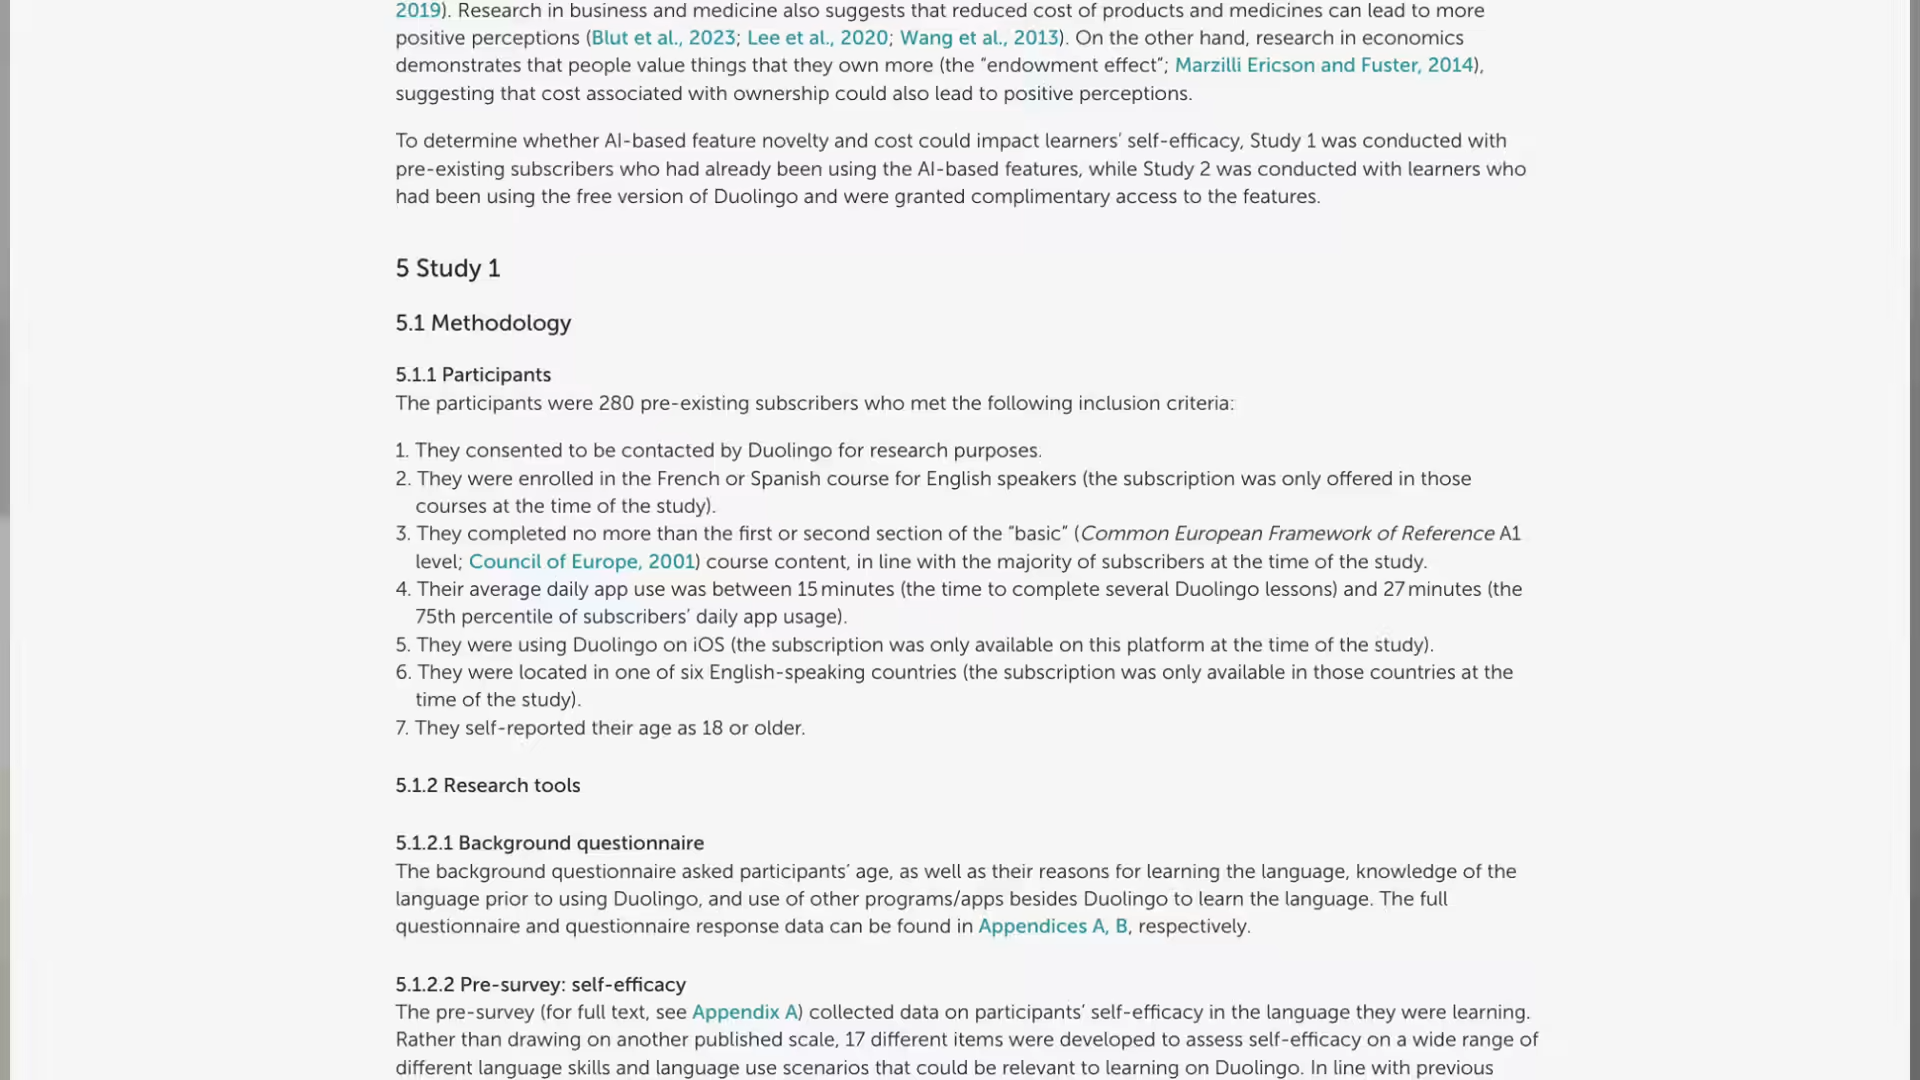 2019). Research in business and medicine also suggests that reduced cost of products and medicines can lead to more
positive perceptions (Blut et al., 2023; Lee et al., 2020; Wang et al., 2013). On the other hand, research in economics
demonstrates that people value things that they own more (the “endowment effect”; Marzilli Ericson and Fuster, 2014),
suggesting that cost associated with ownership could also lead to positive perceptions.
To determine whether AI-based feature novelty and cost could impact learners’ self-efficacy, Study 1 was conducted with
pre-existing subscribers who had already been using the AI-based features, while Study 2 was conducted with learners who
had been using the free version of Duolingo and were granted complimentary access to the features.
5 Study 1
5.1 Methodology
5.1.1 Participants
The participants were 280 pre-existing subscribers who met the following inclusion criteria:
1. They consented to be contacted by Duolingo for research purposes.
2. They were enrolled in the French or Spanish course for English speakers (the subscription was only offered in those
courses at the time of the study).
3. They completed no more than the first or second section of the “basic” (Common European Framework of Reference A1
level; Council of Europe, 2001) course content, in line with the majority of subscribers at the time of the study.
4. Their average daily app use was between 15 minutes (the time to complete several Duolingo lessons) and 27 minutes (the
75th percentile of subscribers’ daily app usage).
5. They were using Duolingo on iOS (the subscription was only available on this platform at the time of the study).
6. They were located in one of six English-speaking countries (the subscription was only available in those countries at the
time of the study).
7. They self-reported their age as 18 or older.
5.1.2 Research tools
5.1.2.1 Background questionnaire
The background questionnaire asked participants’ age, as well as their reasons for learning the language, knowledge of the
language prior to using Duolingo, and use of other programs/apps besides Duolingo to learn the language. The full
questionnaire and questionnaire response data can be found in Appendices A, B, respectively.
5.1.2.2 Pre-survey: self-efficacy
The pre-survey (for full text, see Appendix A) collected data on participants’ self-efficacy in the language they were learning.
Rather than drawing on another published scale, 17 different items were developed to assess self-efficacy on a wide range of
different language skills and language use scenarios that could be relevant to learning on Duolingo. In line with previous